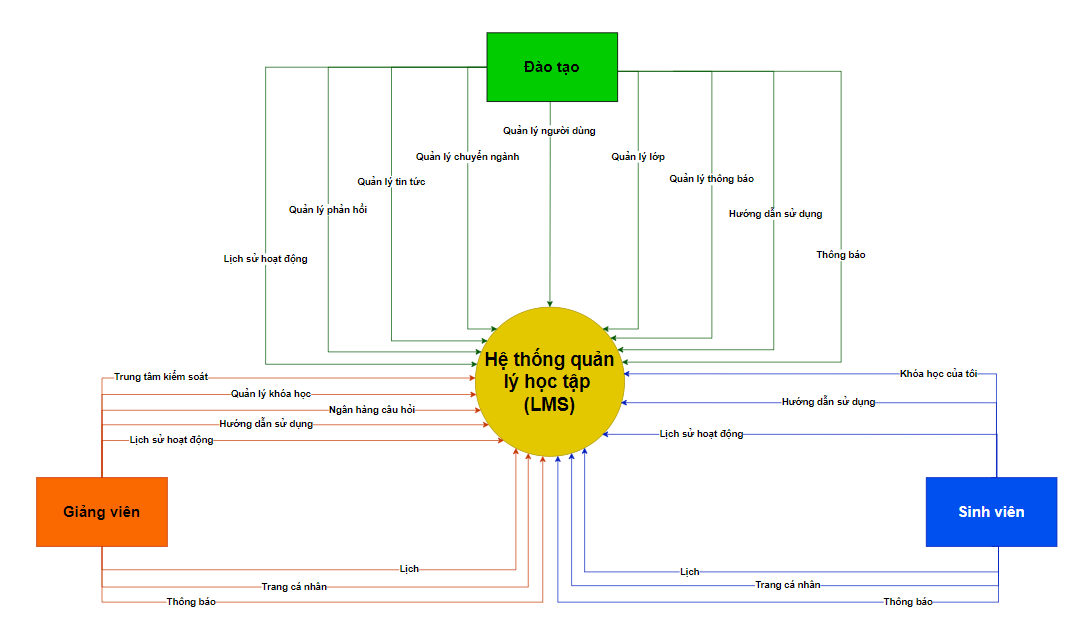 Đào tạo
Quản lý người dùng
Quản lý chuyển ngành
Quản lý lớp
Quản lý tin tức
Quản lý thông báo
Quản lý phản hồi
Hướng dẫn sử dụng
Lịch sử hoạt động
Thông báo
Hệ thống quản
lý học tập
(LMS)
Trung tâm kiểm soát
Quản lý khóa học
Ngân hàng câu hỏi
Hướng dẫn sử dụng
Lịch sử hoạt động
Khóa học của tôi
Hướng dẫn sử dụng
Lịch sử hoạt động
Giảng viên
Sinh viên
Lịch
Trang cá nhân
Thông báo
Lịch
Trang cá nhân
Thông báo